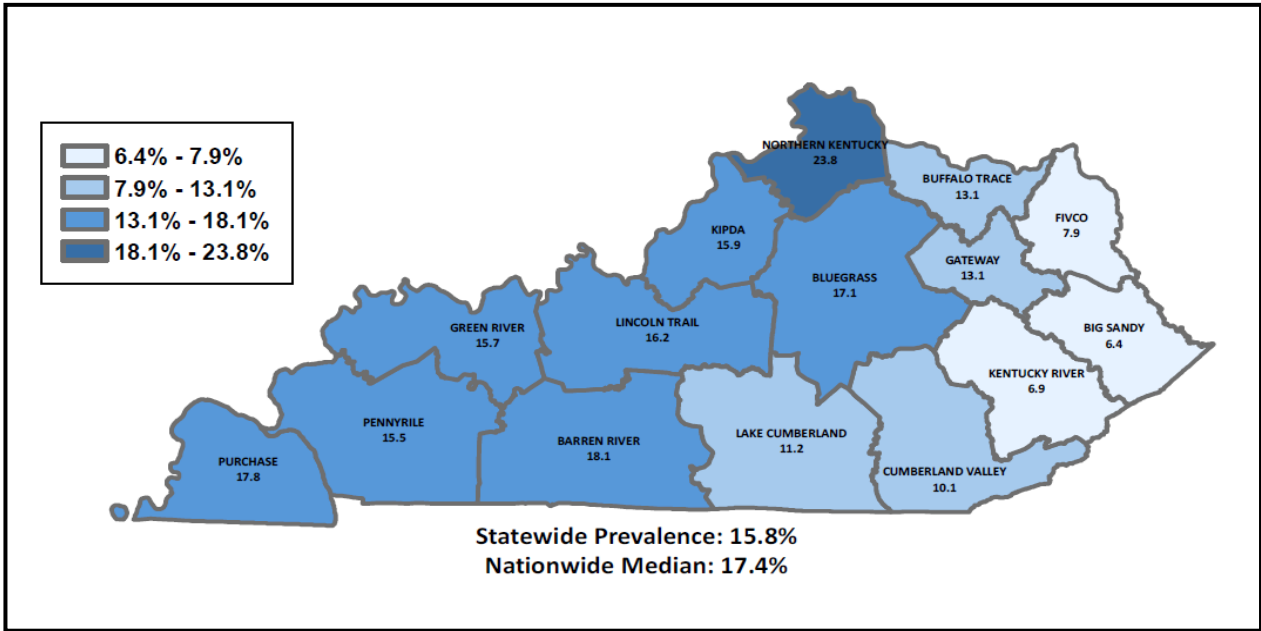 6.4% - 7.9%
7.9% - 13.1%
13.1% - 18.1%
18.1% - 23.8%
NORTHERN KENTUCKY
23.8
BUFFALO TRACE
13.1
FIVCO
7.9
KIPDA
15.9
GATEWAY
13.1
BLUEGRASS
17.1
GREEN RIVER
15.7
LINCOLN TRAIL
16.2
BIG SANDY
6.4
KENTUCKY RIVER
6.9
PENNYRILE
15.5
BARREN RIVER
18.1
LAKE CUMBERLAND
11.2
PURCHASE
17.8
CUMBERLAND VALLEY
10.1
Statewide Prevalence: 15.8%
Nationwide Median: 17.4%